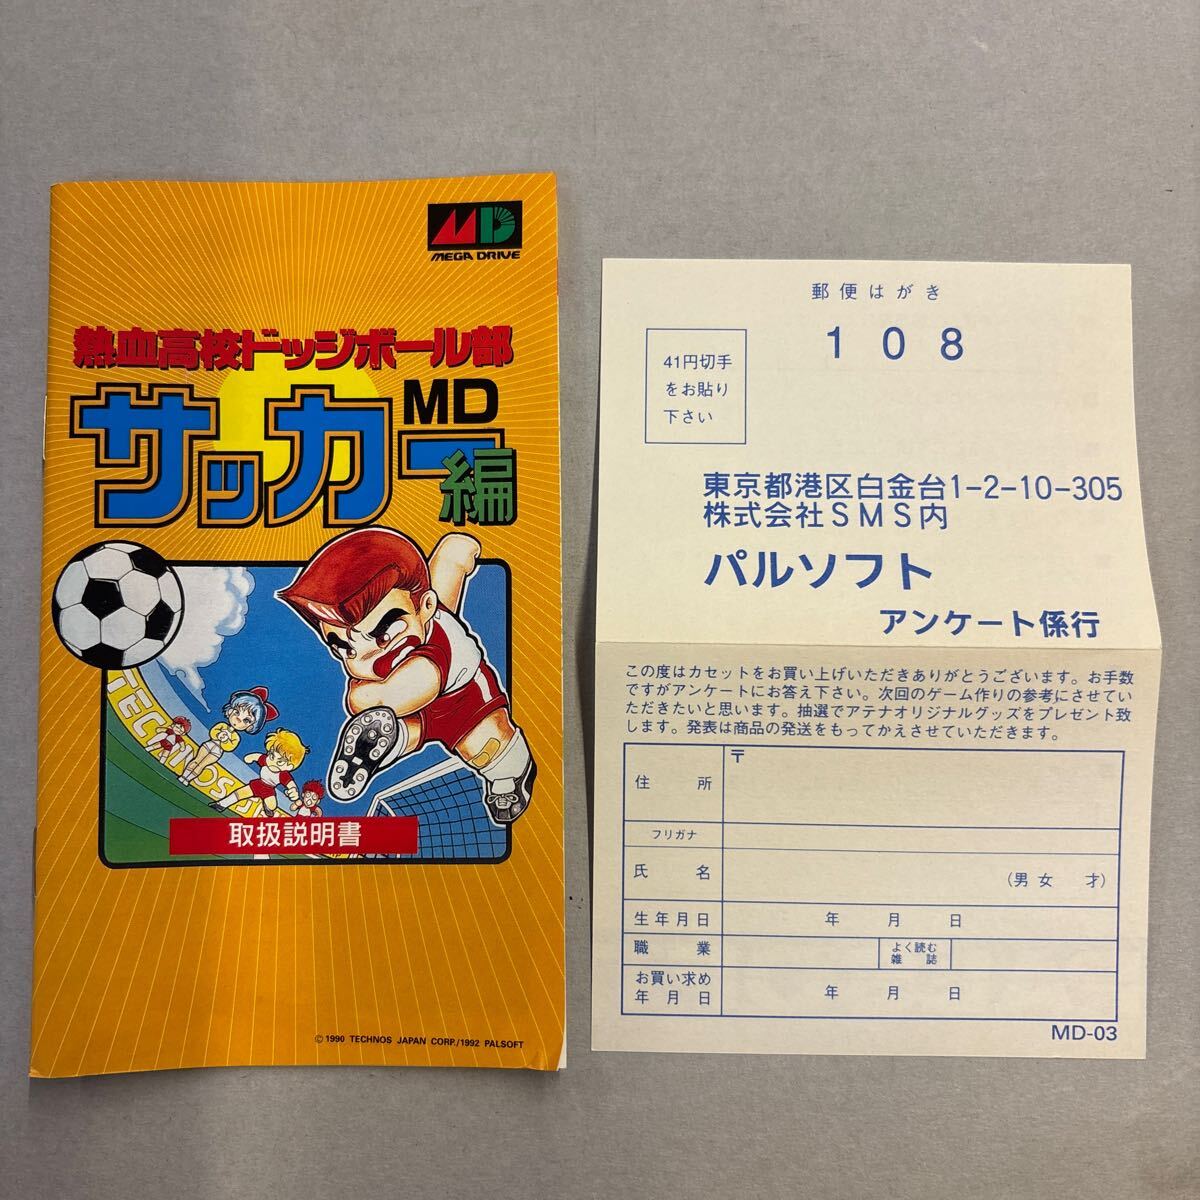 MEGA DRIVE
熱血高校ドッジボール部
サッカー編
MD
TECHNOS J
取扱説明書
© 1990 TECHNOS JAPAN CORP./1992 PALSOFT
郵便はがき
108
41円切手
をお貼り
下さい
東京都港区白金台1-2-10-305
株式会社SMS内
パルソフト
アンケート係行
この度はカセットをお買い上げいただきありがとうございます。お手数
ですがアンケートにお答え下さい。次回のゲーム作りの参考にさせてい
ただきたいと思います。抽選でアテナオリジナルグッズをプレゼント致
します。発表は商品の発送をもってかえさせていただきます。
住所 〒
フリガナ
氏名 (男女 才)
生年月日 年 月 日
職業 よく読む
雑誌
お買い求め
年月日 年 月 日
MD-03